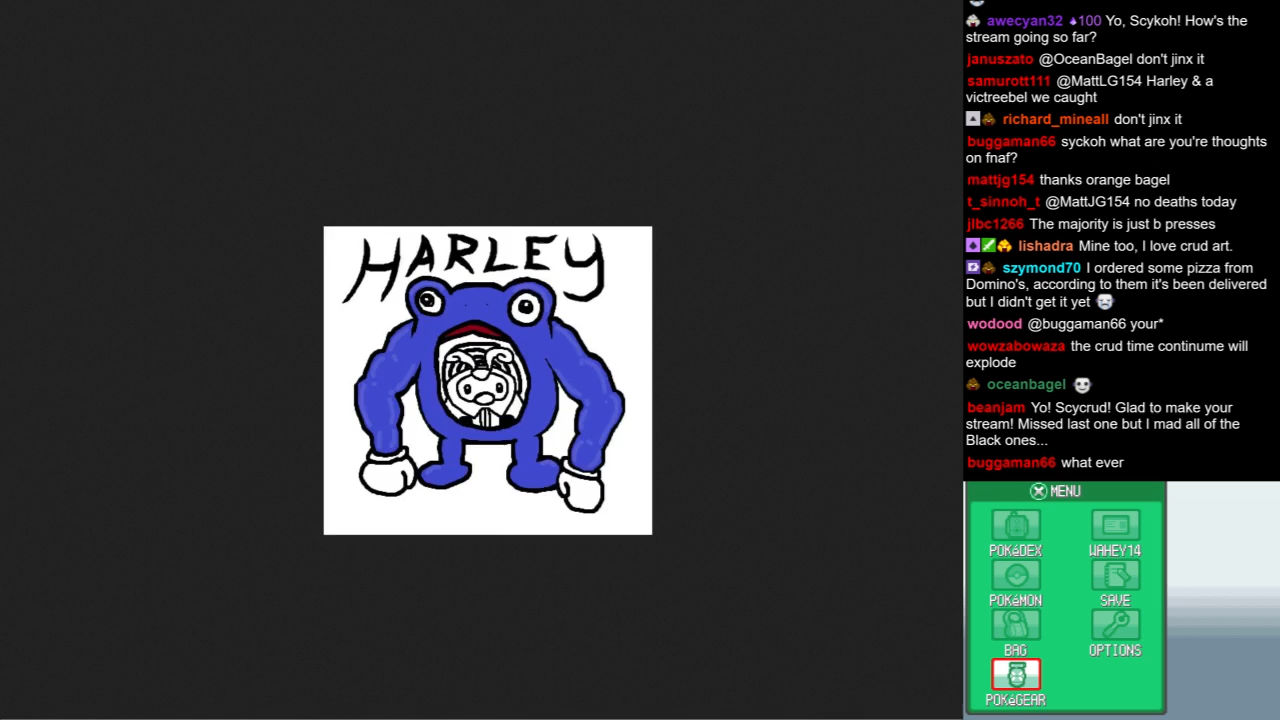 HARLEY
awecyan32 100 Yo, Scykoh! How's the
stream going so far?
januszato @OceanBagel don't jinx it
samurott111 @MattLG154 Harley & a
victreebel we caught
richard_mineall don't jinx it
buggaman66 syckoh what are you're thoughts
on fnaf?
mattjg154 thanks orange bagel
t_sinnoh_t @MattJG154 no deaths today
jlbc1266 The majority is just b presses
lishadra Mine too, I love crud art.
szymond70 I ordered some pizza from
Domino's, according to them it's been delivered
but I didn't get it yet
wodood @buggaman66 your*
wowzabowaza the crud time continume will
explode
oceanbagel
beanjam Yo! Scycrud! Glad to make your
stream! Missed last one but I mad all of the
Black ones...
buggaman66 what ever
MENU
POKéDEX WAHEY14
POKéMON SAVE
BAG OPTIONS
POKéGEAR